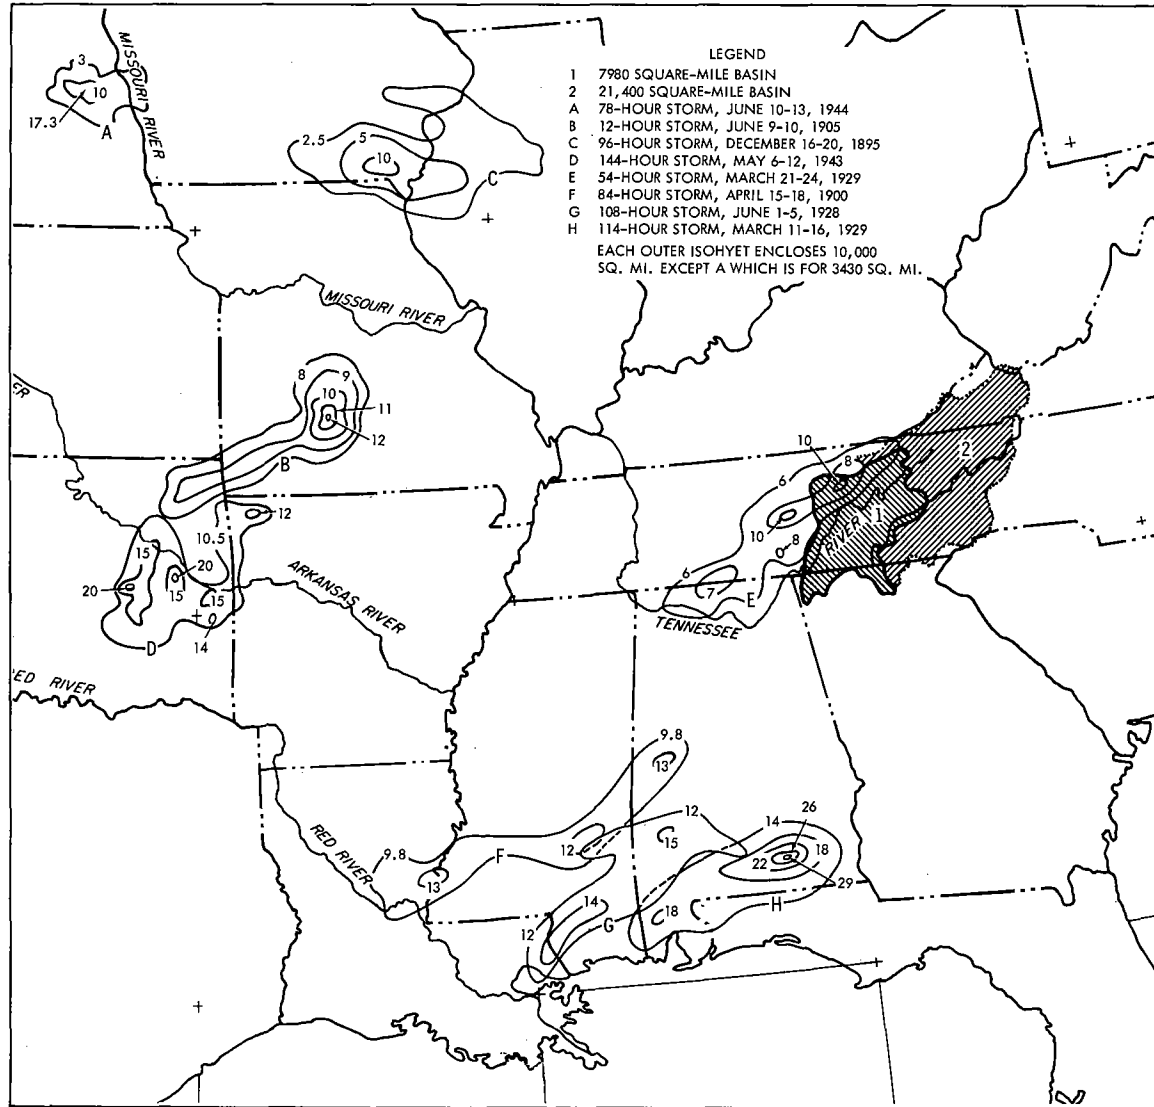 LEGEND
1 7980 SQUARE-MILE BASIN
2 21,400 SQUARE-MILE BASIN
A 78-HOUR STORM, JUNE 10-13, 1944
B 12-HOUR STORM, JUNE 9-10, 1905
C 96-HOUR STORM, DECEMBER 16-20, 1895
D 144-HOUR STORM, MAY 6-12, 1943
E 54-HOUR STORM, MARCH 21-24, 1929
F 84-HOUR STORM, APRIL 15-18, 1900
G 108-HOUR STORM, JUNE 1-5, 1928
H 114-HOUR STORM, MARCH 11-16, 1929
EACH OUTER ISOHYET ENCLOSES 10,000
SQ. MI. EXCEPT A WHICH IS FOR 3430 SQ. MI.
MISSOURI RIVER
3
10
17.3
A
2.5
5
10
C
MISSOURI RIVER
8
9
10
11
12
B
ER
12
10.5
15
20
20
15
15
14
D
ARKANSAS RIVER
ED RIVER
10
8
6
10
8
6
7
E
RIVER
1
2
TENNESSEE
9.8
13
RED RIVER
9.8
F
13
12
12
15
14
26
18
22
29
14
18
H
G
12
12